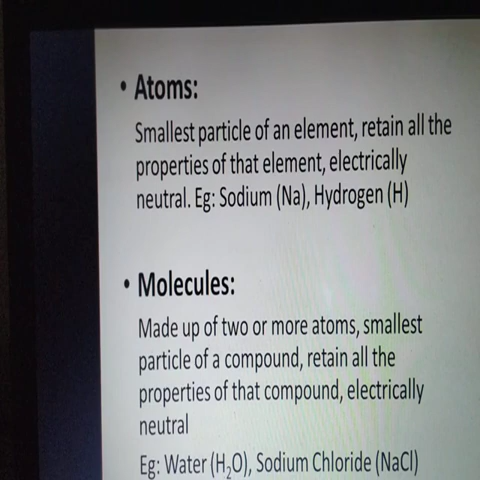 • Atoms:
Smallest particle of an element, retain all the
properties of that element, electrically
neutral. Eg: Sodium (Na), Hydrogen (H)
• Molecules:
Made up of two or more atoms, smallest
particle of a compound, retain all the
properties of that compound, electrically
neutral
Eg: Water (H₂O), Sodium Chloride (NaCl)